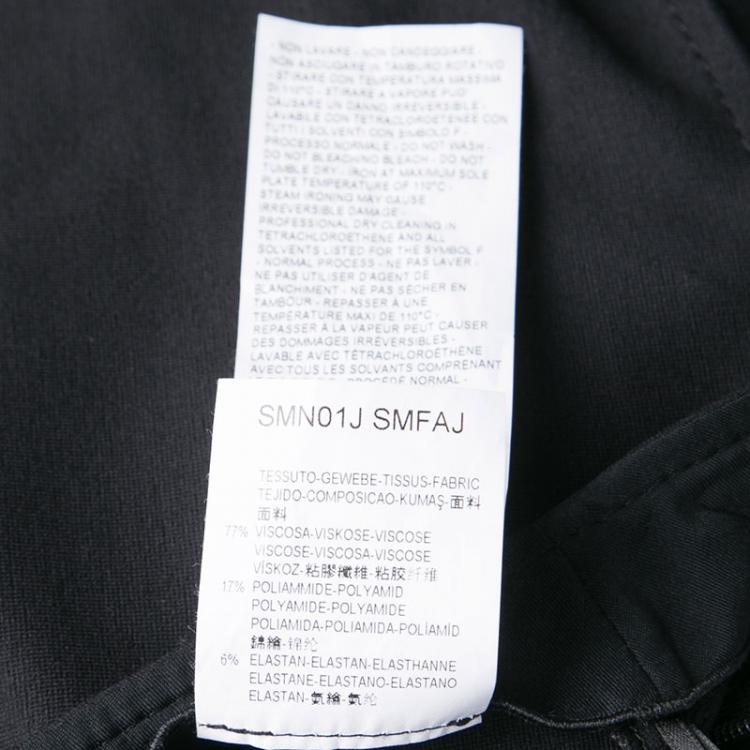 - NON LAVARE - NON CANDEGGIARE -
NON ASCIUGARE IN TAMBURO ROTATIVO
- STIRARE CON TEMPERATURA MASSIMA
DI 110°C - STIRARE A VAPORE PUO'
CAUSARE UN DANNO IRREVERSIBILE -
LAVABILE CON TETRACLOROETENEE CON
TUTTI I SOLVENTI CON SIMBOLO F -
PROCESSO NORMALE - DO NOT WASH -
DO NOT BLEACHING BLEACH - DO NOT
TUMBLE DRY - IRON AT MAXIMUM SOLE
PLATE TEMPERATURE OF 110°C -
STEAM IRONING MAY CAUSE
IRREVERSIBLE DAMAGE -
PROFESSIONAL DRY CLEANING IN
TETRACHLOROETHENE AND ALL
SOLVENTS LISTED FOR THE SYMBOL F
- NORMAL PROCESS - NE PAS LAVER -
NE PAS UTILISER D'AGENT DE
BLANCHIMENT - NE PAS SÉCHER EN
TAMBOUR - REPASSER À UNE
TEMPÉRATURE MAXI DE 110°C -
REPASSER À LA VAPEUR PEUT CAUSER
DES DOMMAGES IRRÉVERSIBLES -
LAVABLE AVEC TÉTRACHLOROÉTHÈNE
AVEC TOUS LES SOLVANTS COMPRENANT
PROCÉDÉ NORMAL -
SMN01J SMFAJ
TESSUTO-GEWEBE-TISSUS-FABRIC
TEJIDO-COMPOSICAO-KUMAŞ-面料
面料
77% VISCOSA-VISKOSE-VISCOSE
VISCOSE-VISCOSA-VISCOSE
VİSKOZ-粘膠纖維-粘胶纤维
17% POLIAMMIDE-POLYAMID
POLYAMIDE-POLYAMIDE
POLIAMIDA-POLIAMIDA-POLİAMİD
錦繪-锦纶
6% ELASTAN-ELASTAN-ELASTHANNE
ELASTANE-ELASTANO-ELASTANO
ELASTAN-氨繪-氨纶